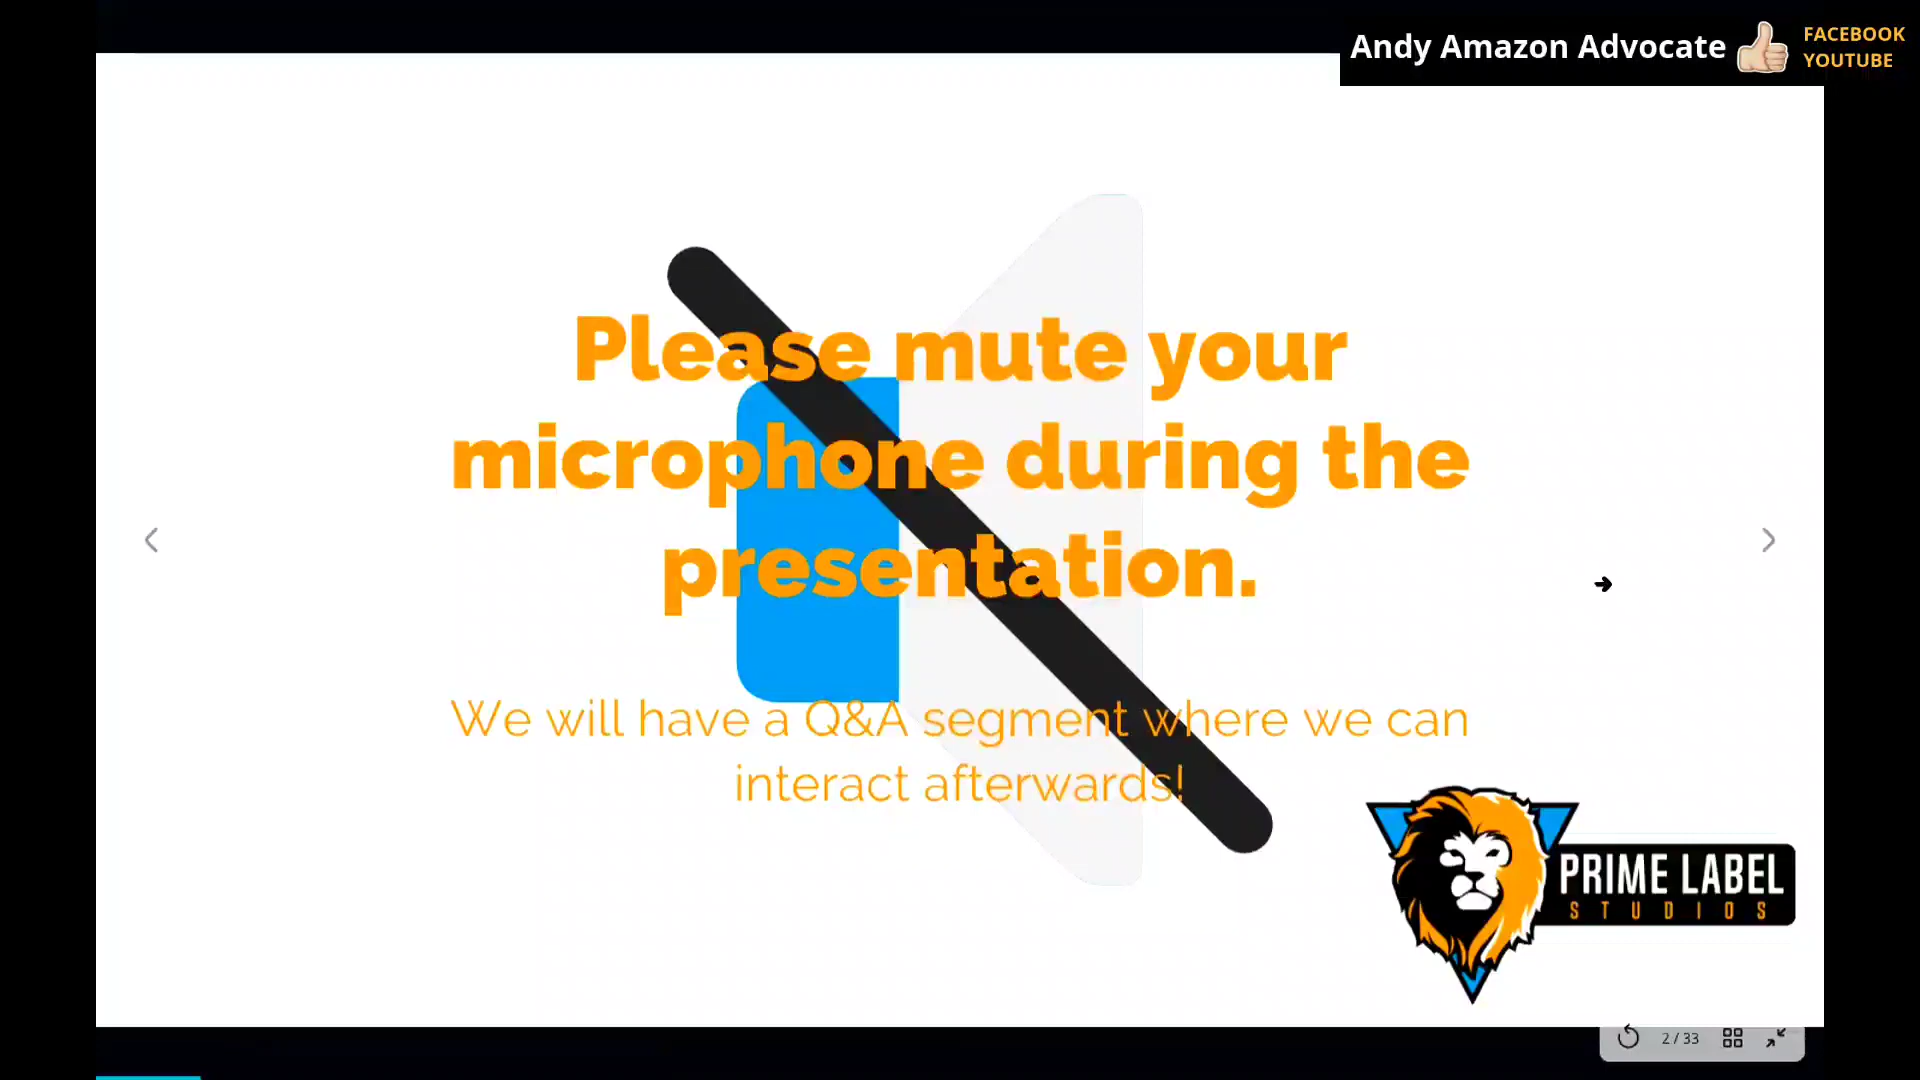 Andy Amazon Advocate
FACEBOOK
YOUTUBE
Please mute your
microphone during the
presentation.
We will have a Q&A segment where we can
interact afterwards!
PRIME LABEL
STUDIOS
2 / 33